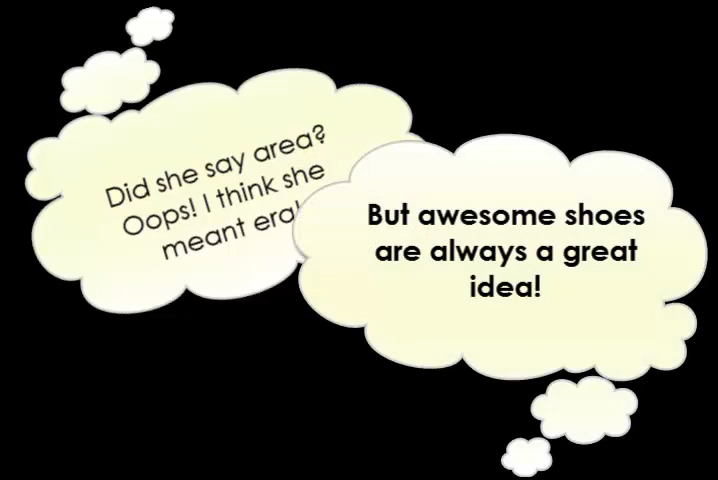 Did she say area?
Oops! I think she
meant era!
But awesome shoes
are always a great
idea!